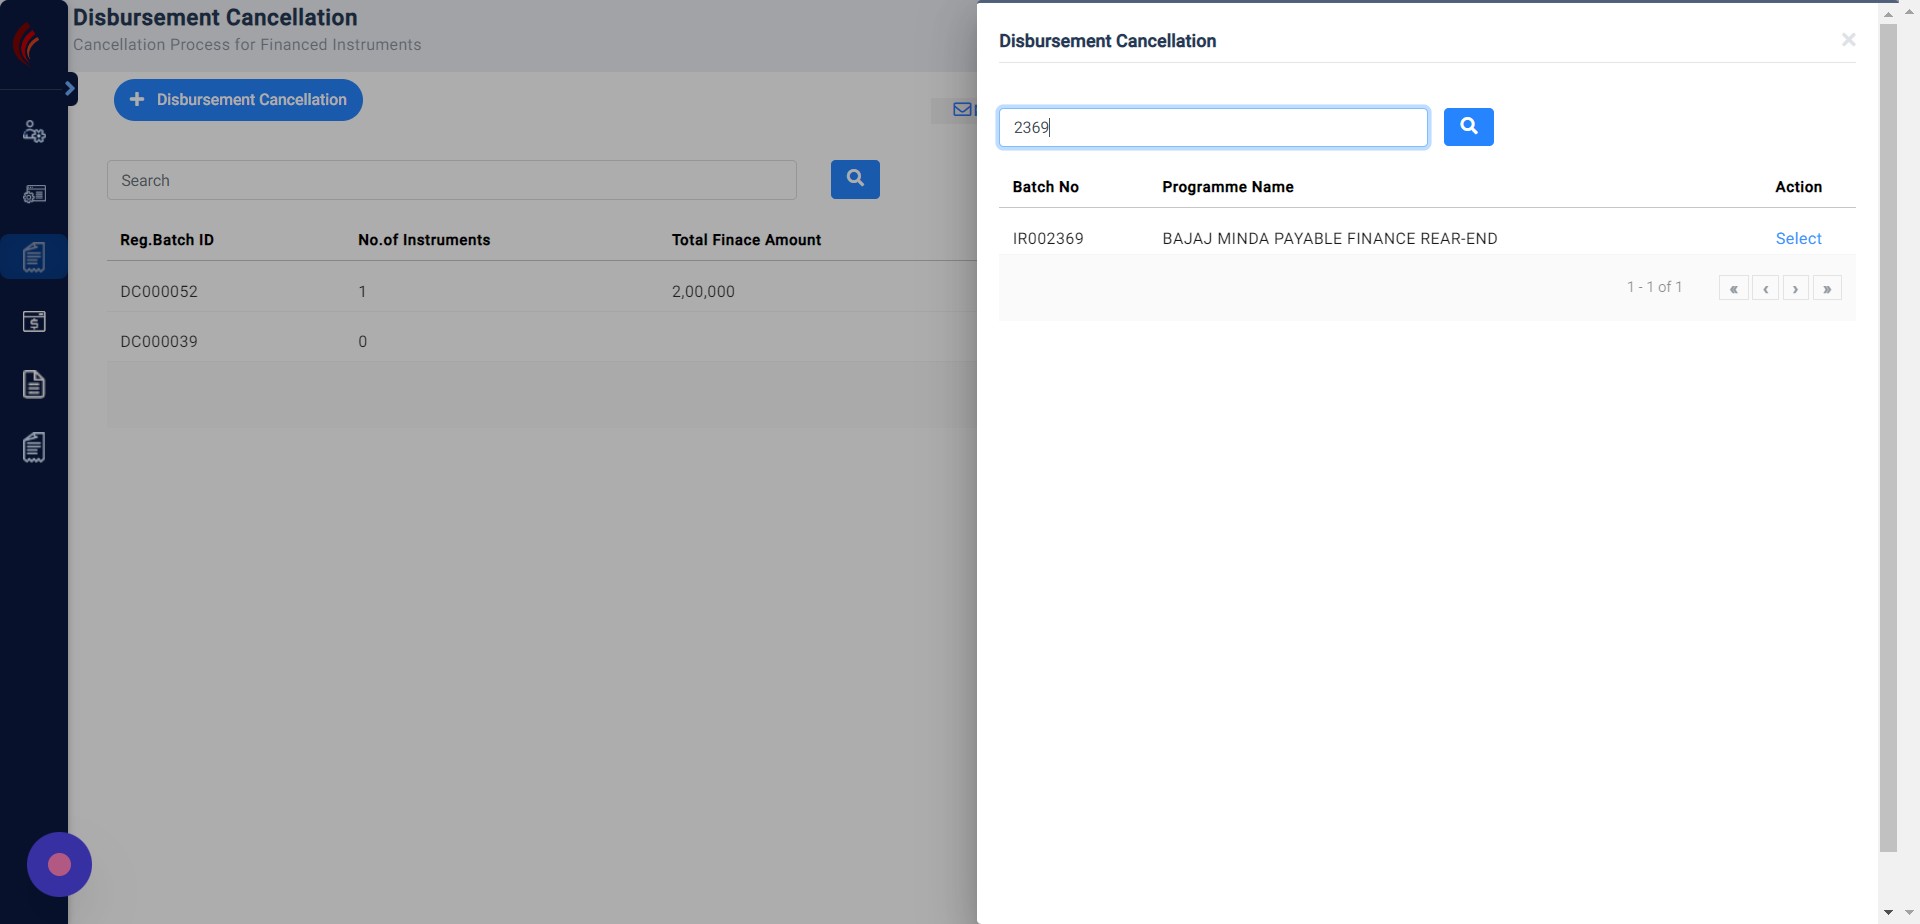 Disbursement Cancellation
Cancellation Process for Financed Instruments
Disbursement Cancellation
Search
Reg.Batch ID No.of Instruments Total Finace Amount
DC000052 1 2,00,000
DC000039 0
Disbursement Cancellation
2369
Batch No Programme Name Action
IR002369 BAJAJ MINDA PAYABLE FINANCE REAR-END Select
1 - 1 of 1 « ‹ › »